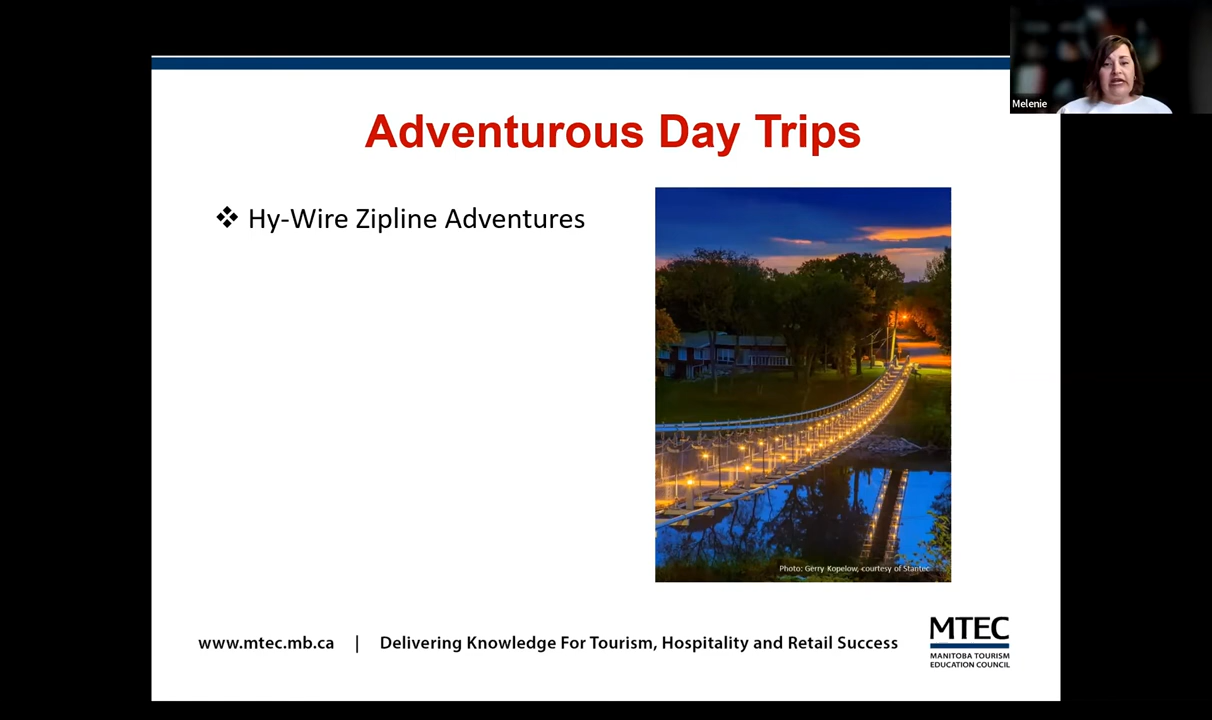 Melenie
Adventurous Day Trips
❖ Hy-Wire Zipline Adventures
Photo: Gerry Kopelow, courtesy of Stantec
www.mtec.mb.ca | Delivering Knowledge For Tourism, Hospitality and Retail Success
MTEC
MANITOBA TOURISM
EDUCATION COUNCIL